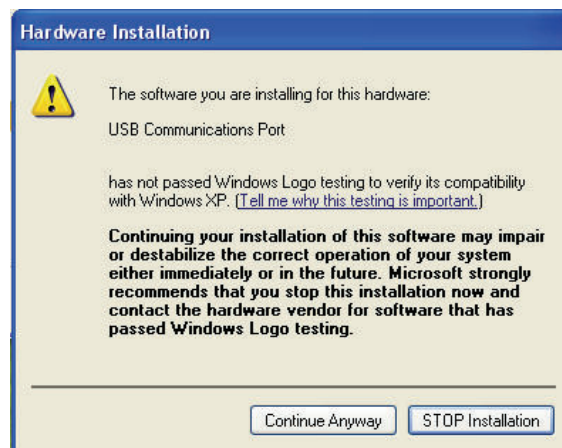 Hardware Installation
The software you are installing for this hardware:
USB Communications Port
has not passed Windows Logo testing to verify its compatibility
with Windows XP. (Tell me why this testing is important.)
Continuing your installation of this software may impair
or destabilize the correct operation of your system
either immediately or in the future. Microsoft strongly
recommends that you stop this installation now and
contact the hardware vendor for software that has
passed Windows Logo testing.
Continue Anyway
STOP Installation